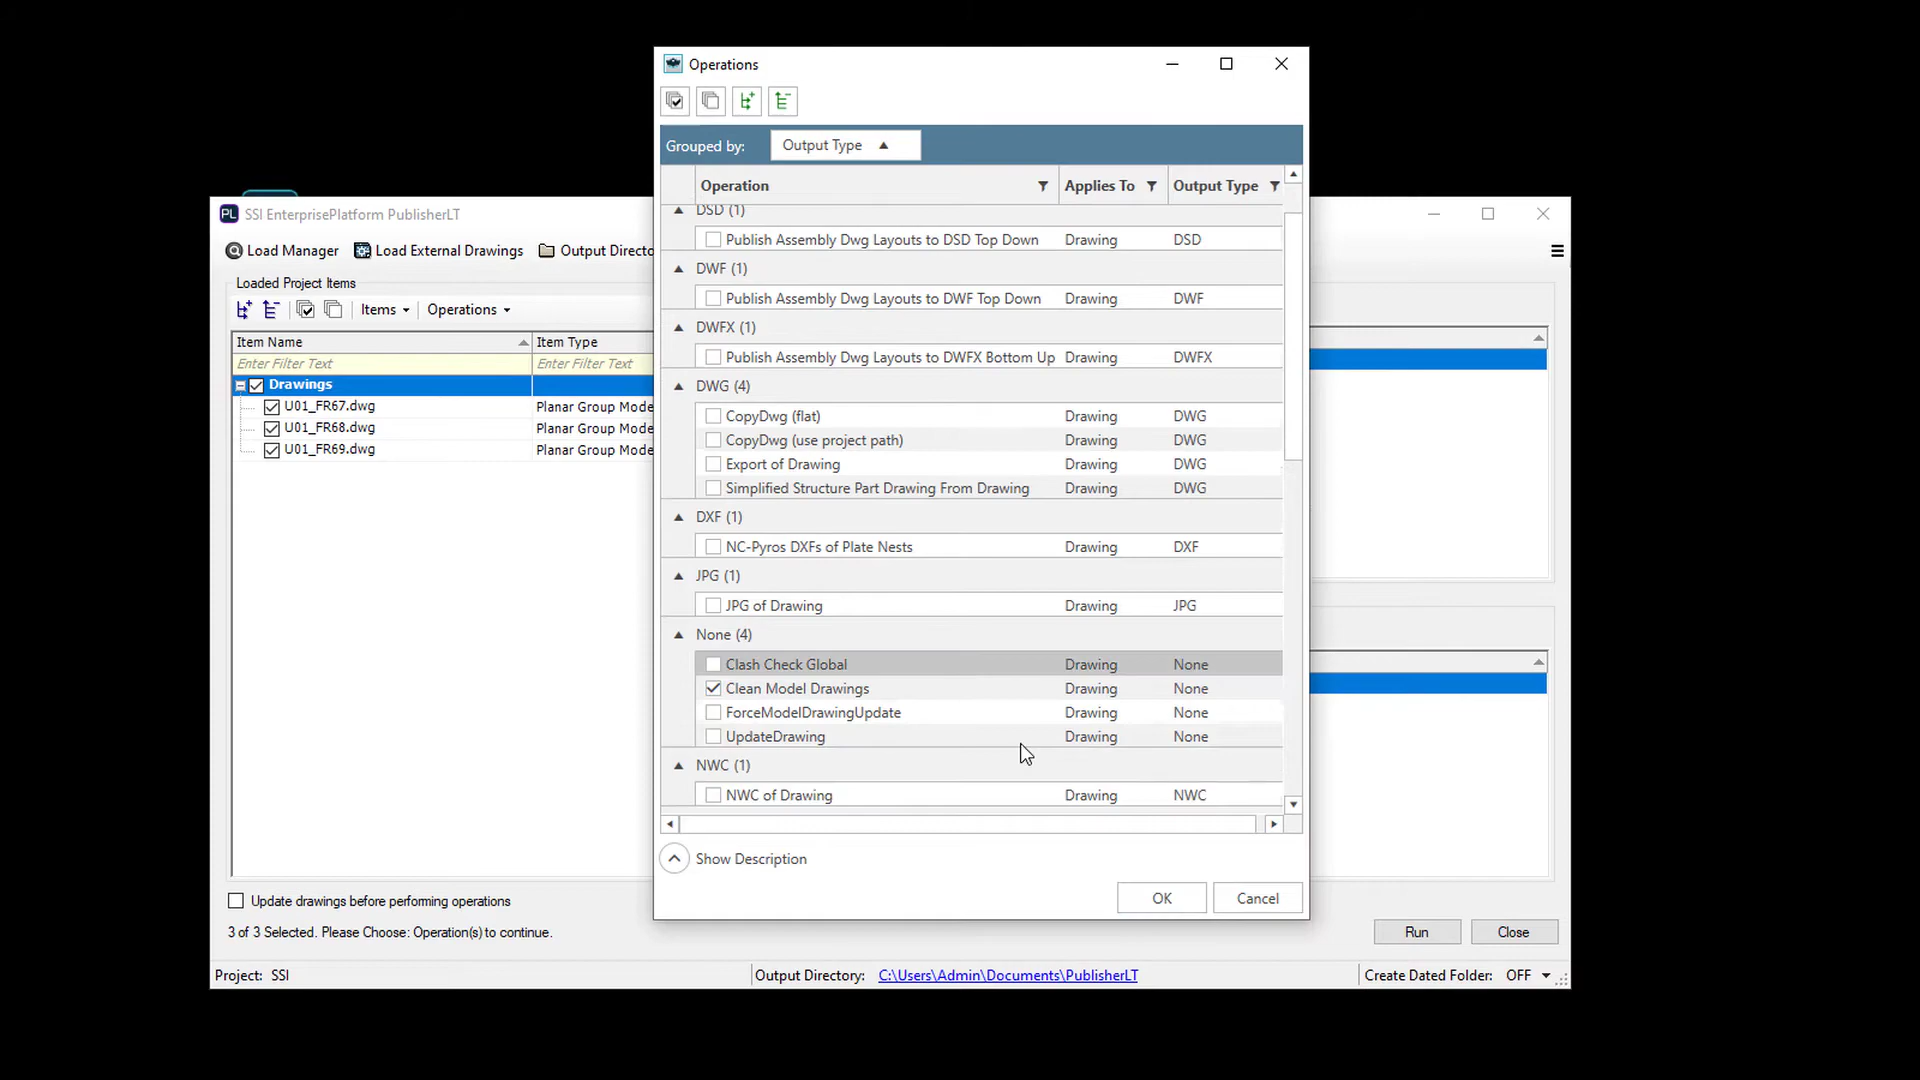 Operations
Grouped by: Output Type
Operation Applies To Output Type
DSD (1)
Publish Assembly Dwg Layouts to DSD Top Down Drawing DSD
DWF (1)
Publish Assembly Dwg Layouts to DWF Top Down Drawing DWF
DWFX (1)
Publish Assembly Dwg Layouts to DWFX Bottom Up Drawing DWFX
DWG (4)
CopyDwg (flat) Drawing DWG
CopyDwg (use project path) Drawing DWG
Export of Drawing Drawing DWG
Simplified Structure Part Drawing From Drawing Drawing DWG
DXF (1)
NC-Pyros DXFs of Plate Nests Drawing DXF
JPG (1)
JPG of Drawing Drawing JPG
None (4)
Clash Check Global Drawing None
Clean Model Drawings Drawing None
ForceModelDrawingUpdate Drawing None
UpdateDrawing Drawing None
NWC (1)
NWC of Drawing Drawing NWC
Show Description
OK Cancel
PL SSI EnterprisePlatform PublisherLT
Load Manager Load External Drawings Output Directo
Loaded Project Items
Items Operations
Item Name Item Type
Enter Filter Text Enter Filter Text
Drawings
U01_FR67.dwg Planar Group Mode
U01_FR68.dwg Planar Group Mode
U01_FR69.dwg Planar Group Mode
Update drawings before performing operations
3 of 3 Selected. Please Choose: Operation(s) to continue.
Run Close
Project: SSI Output Directory: C:\Users\Admin\Documents\PublisherLT Create Dated Folder: OFF